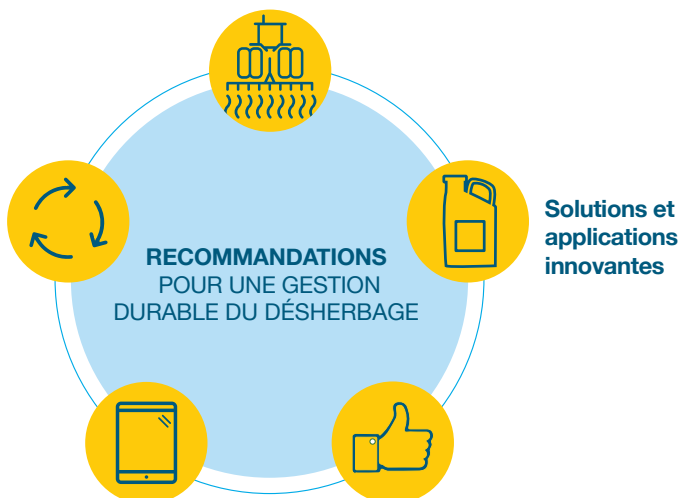 RECOMMANDATIONS
POUR UNE GESTION
DURABLE DU DÉSHERBAGE
Solutions et
applications
innovantes